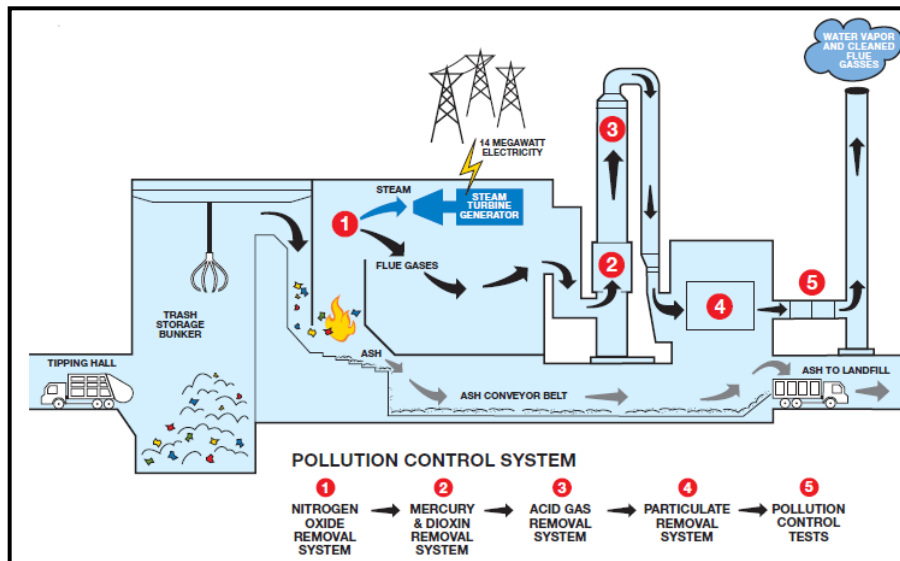 WATER VAPOR
AND CLEANED
FLUE
GASSES
3
14 MEGAWATT
ELECTRICITY
STEAM
STEAM
TURBINE
GENERATOR
1
FLUE GASES
2
5
4
TRASH
STORAGE
BUNKER
TIPPING HALL
ASH
ASH CONVEYOR BELT
ASH TO LANDFILL
POLLUTION CONTROL SYSTEM
1
NITROGEN
OXIDE
REMOVAL
SYSTEM
2
MERCURY
& DIOXIN
REMOVAL
SYSTEM
3
ACID GAS
REMOVAL
SYSTEM
4
PARTICULATE
REMOVAL
SYSTEM
5
POLLUTION
CONTROL
TESTS